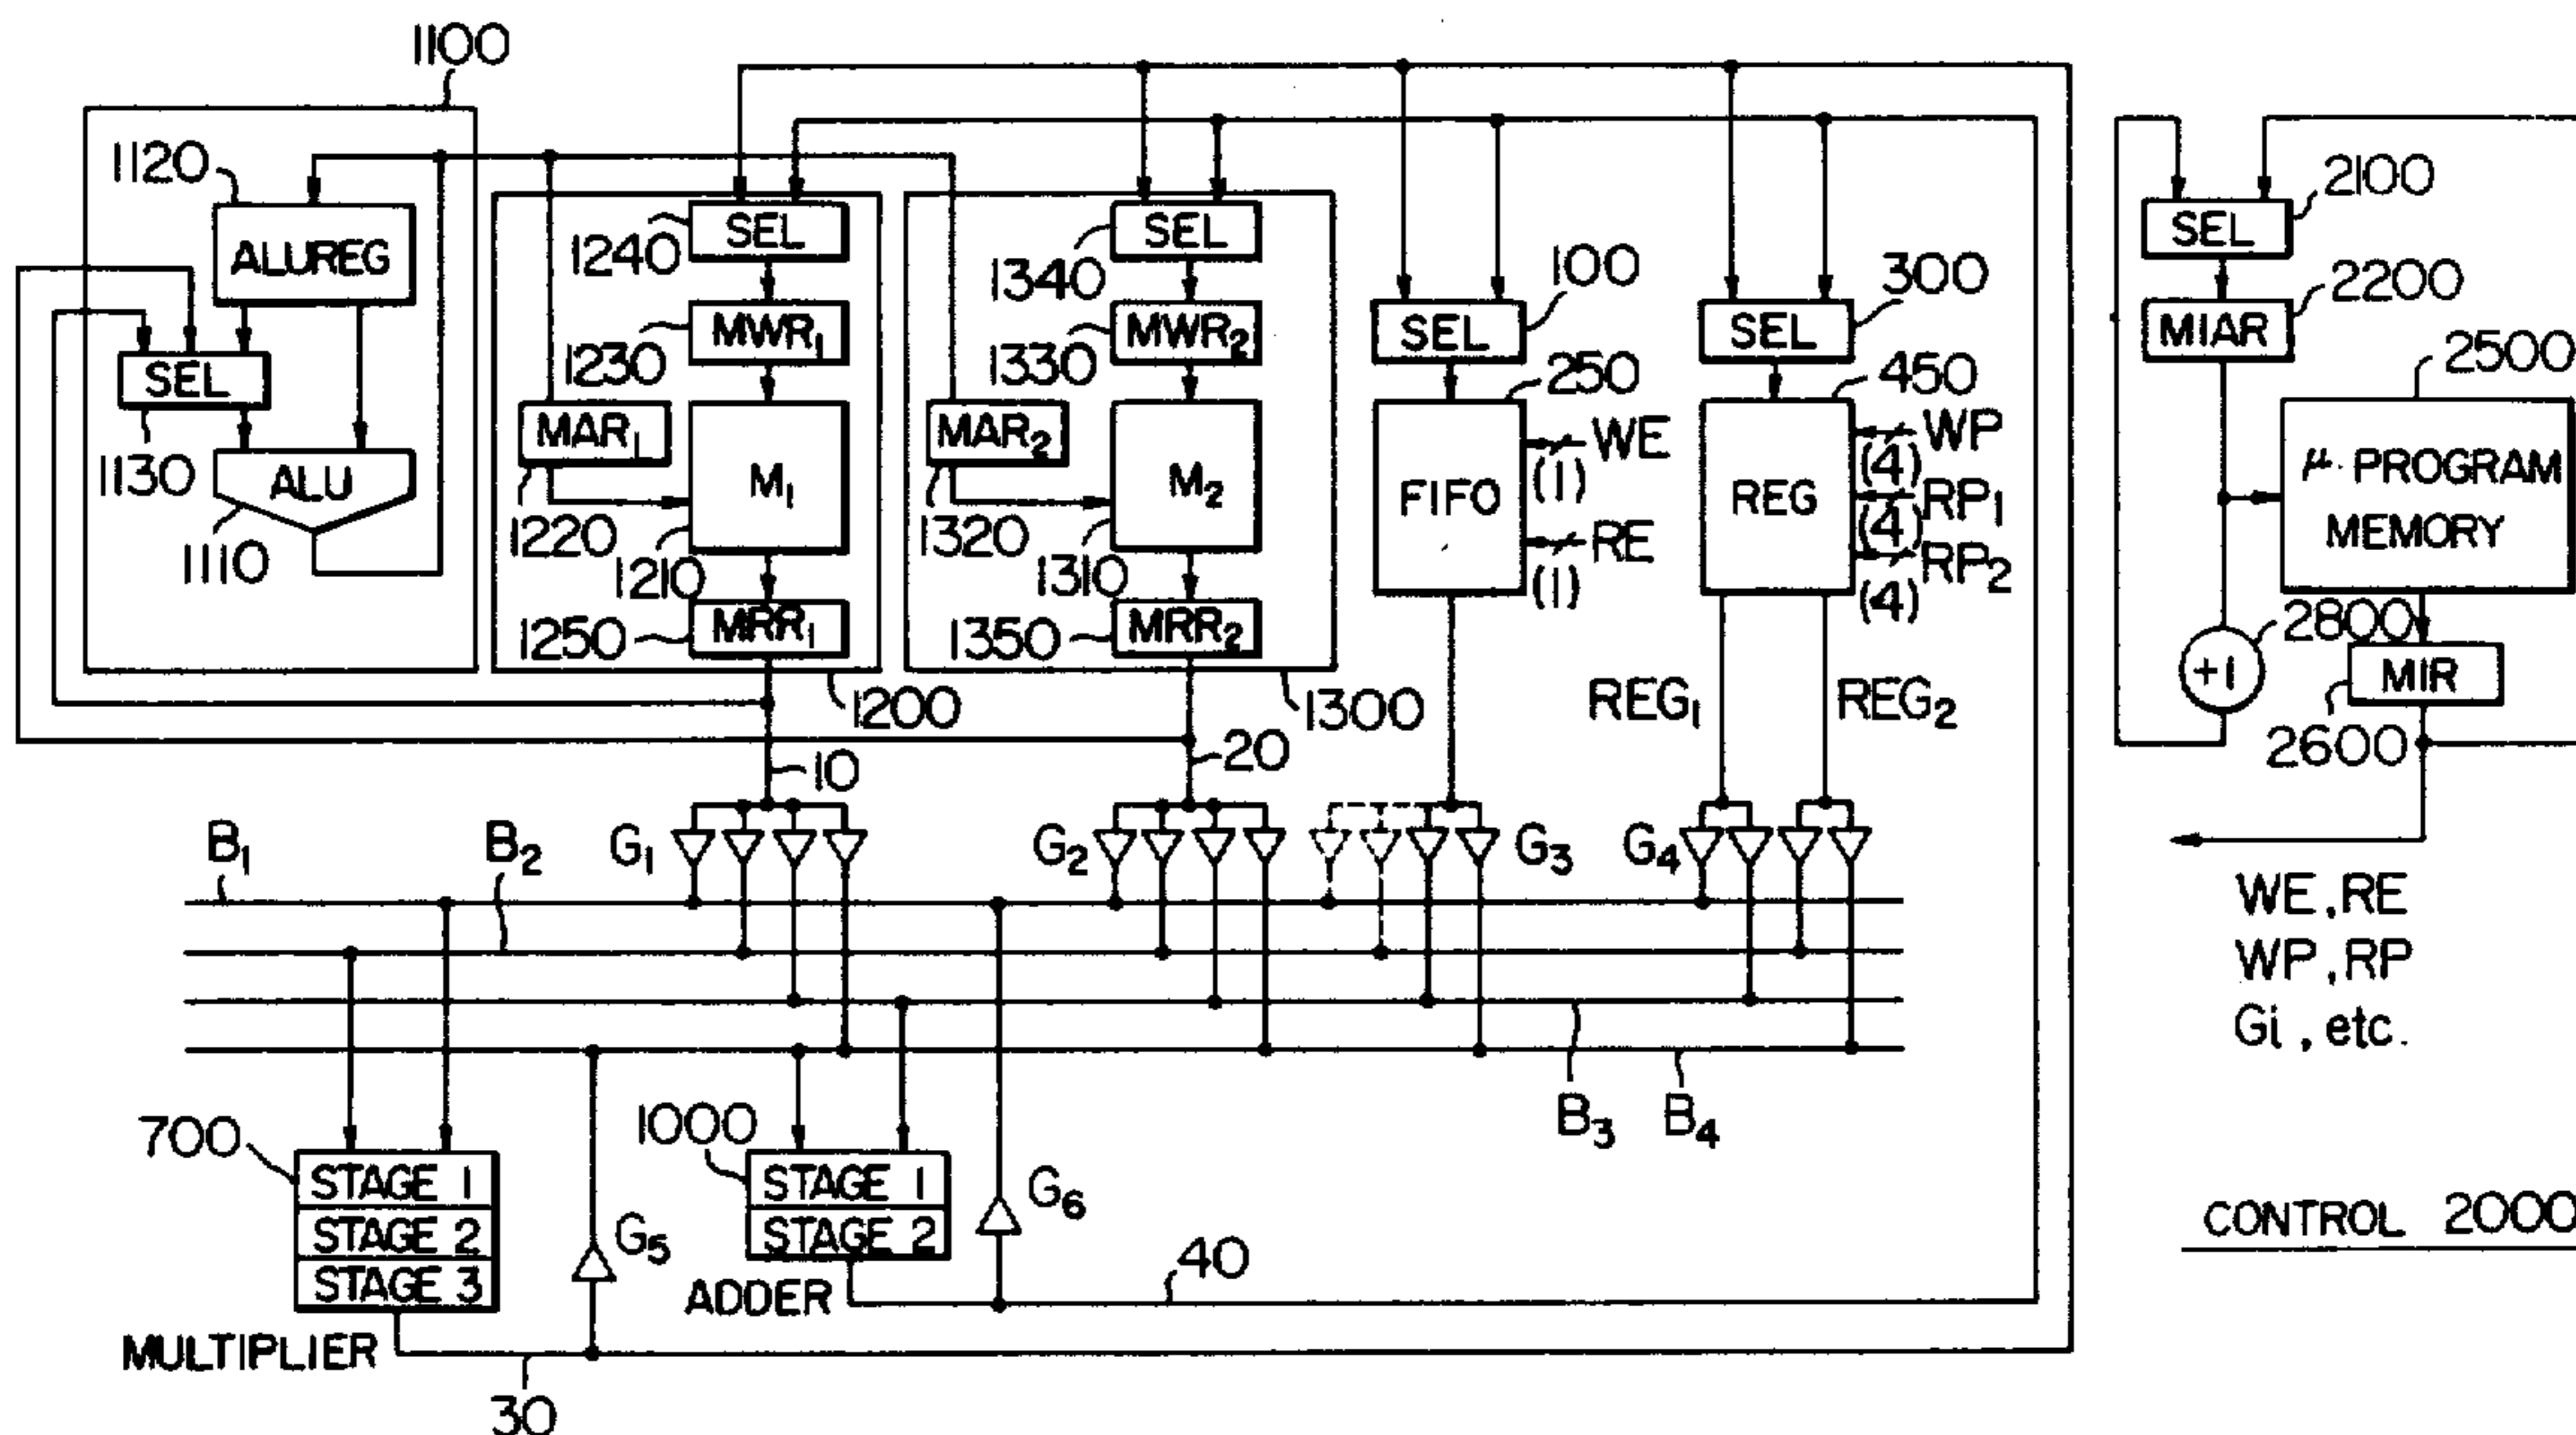 1100
1120
ALUREG
SEL
1130
ALU
1110
1240
SEL
1230
MWR1
MAR1
1220
M1
1210
1250
MRR1
1200
1340
SEL
1330
MWR2
MAR2
1320
M2
1310
1350
MRR2
1300
100
SEL
250
FIFO
WE
(1)
RE
(1)
300
SEL
450
REG
WP
(4)
RP1
(4)
RP2
(4)
REG1
REG2
2100
SEL
2200
MIAR
2500
μ PROGRAM
MEMORY
2800
+1
MIR
2600
10
20
B1
B2
G1
G2
G3
G4
WE, RE
WP, RP
Gi, etc.
B3
B4
700
STAGE 1
STAGE 2
STAGE 3
MULTIPLIER
G5
1000
STAGE 1
STAGE 2
ADDER
G6
40
30
CONTROL 2000